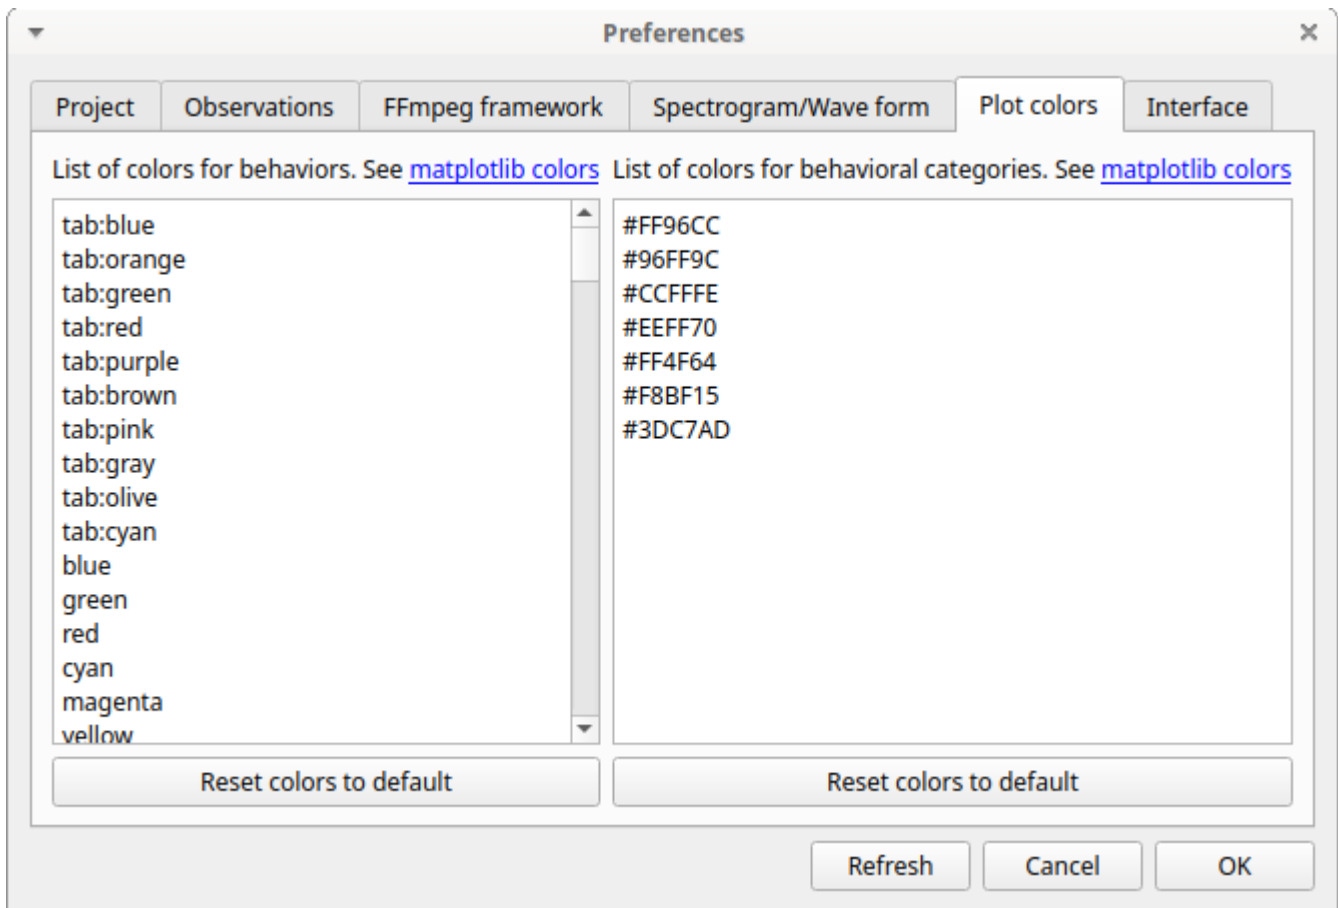 Preferences
Project Observations FFmpeg framework Spectrogram/Wave form Plot colors Interface
List of colors for behaviors. See matplotlib colors
tab:blue
tab:orange
tab:green
tab:red
tab:purple
tab:brown
tab:pink
tab:gray
tab:olive
tab:cyan
blue
green
red
cyan
magenta
yellow
Reset colors to default
List of colors for behavioral categories. See matplotlib colors
#FF96CC
#96FF9C
#CCFFFE
#EEFF70
#FF4F64
#F8BF15
#3DC7AD
Reset colors to default
Refresh Cancel OK